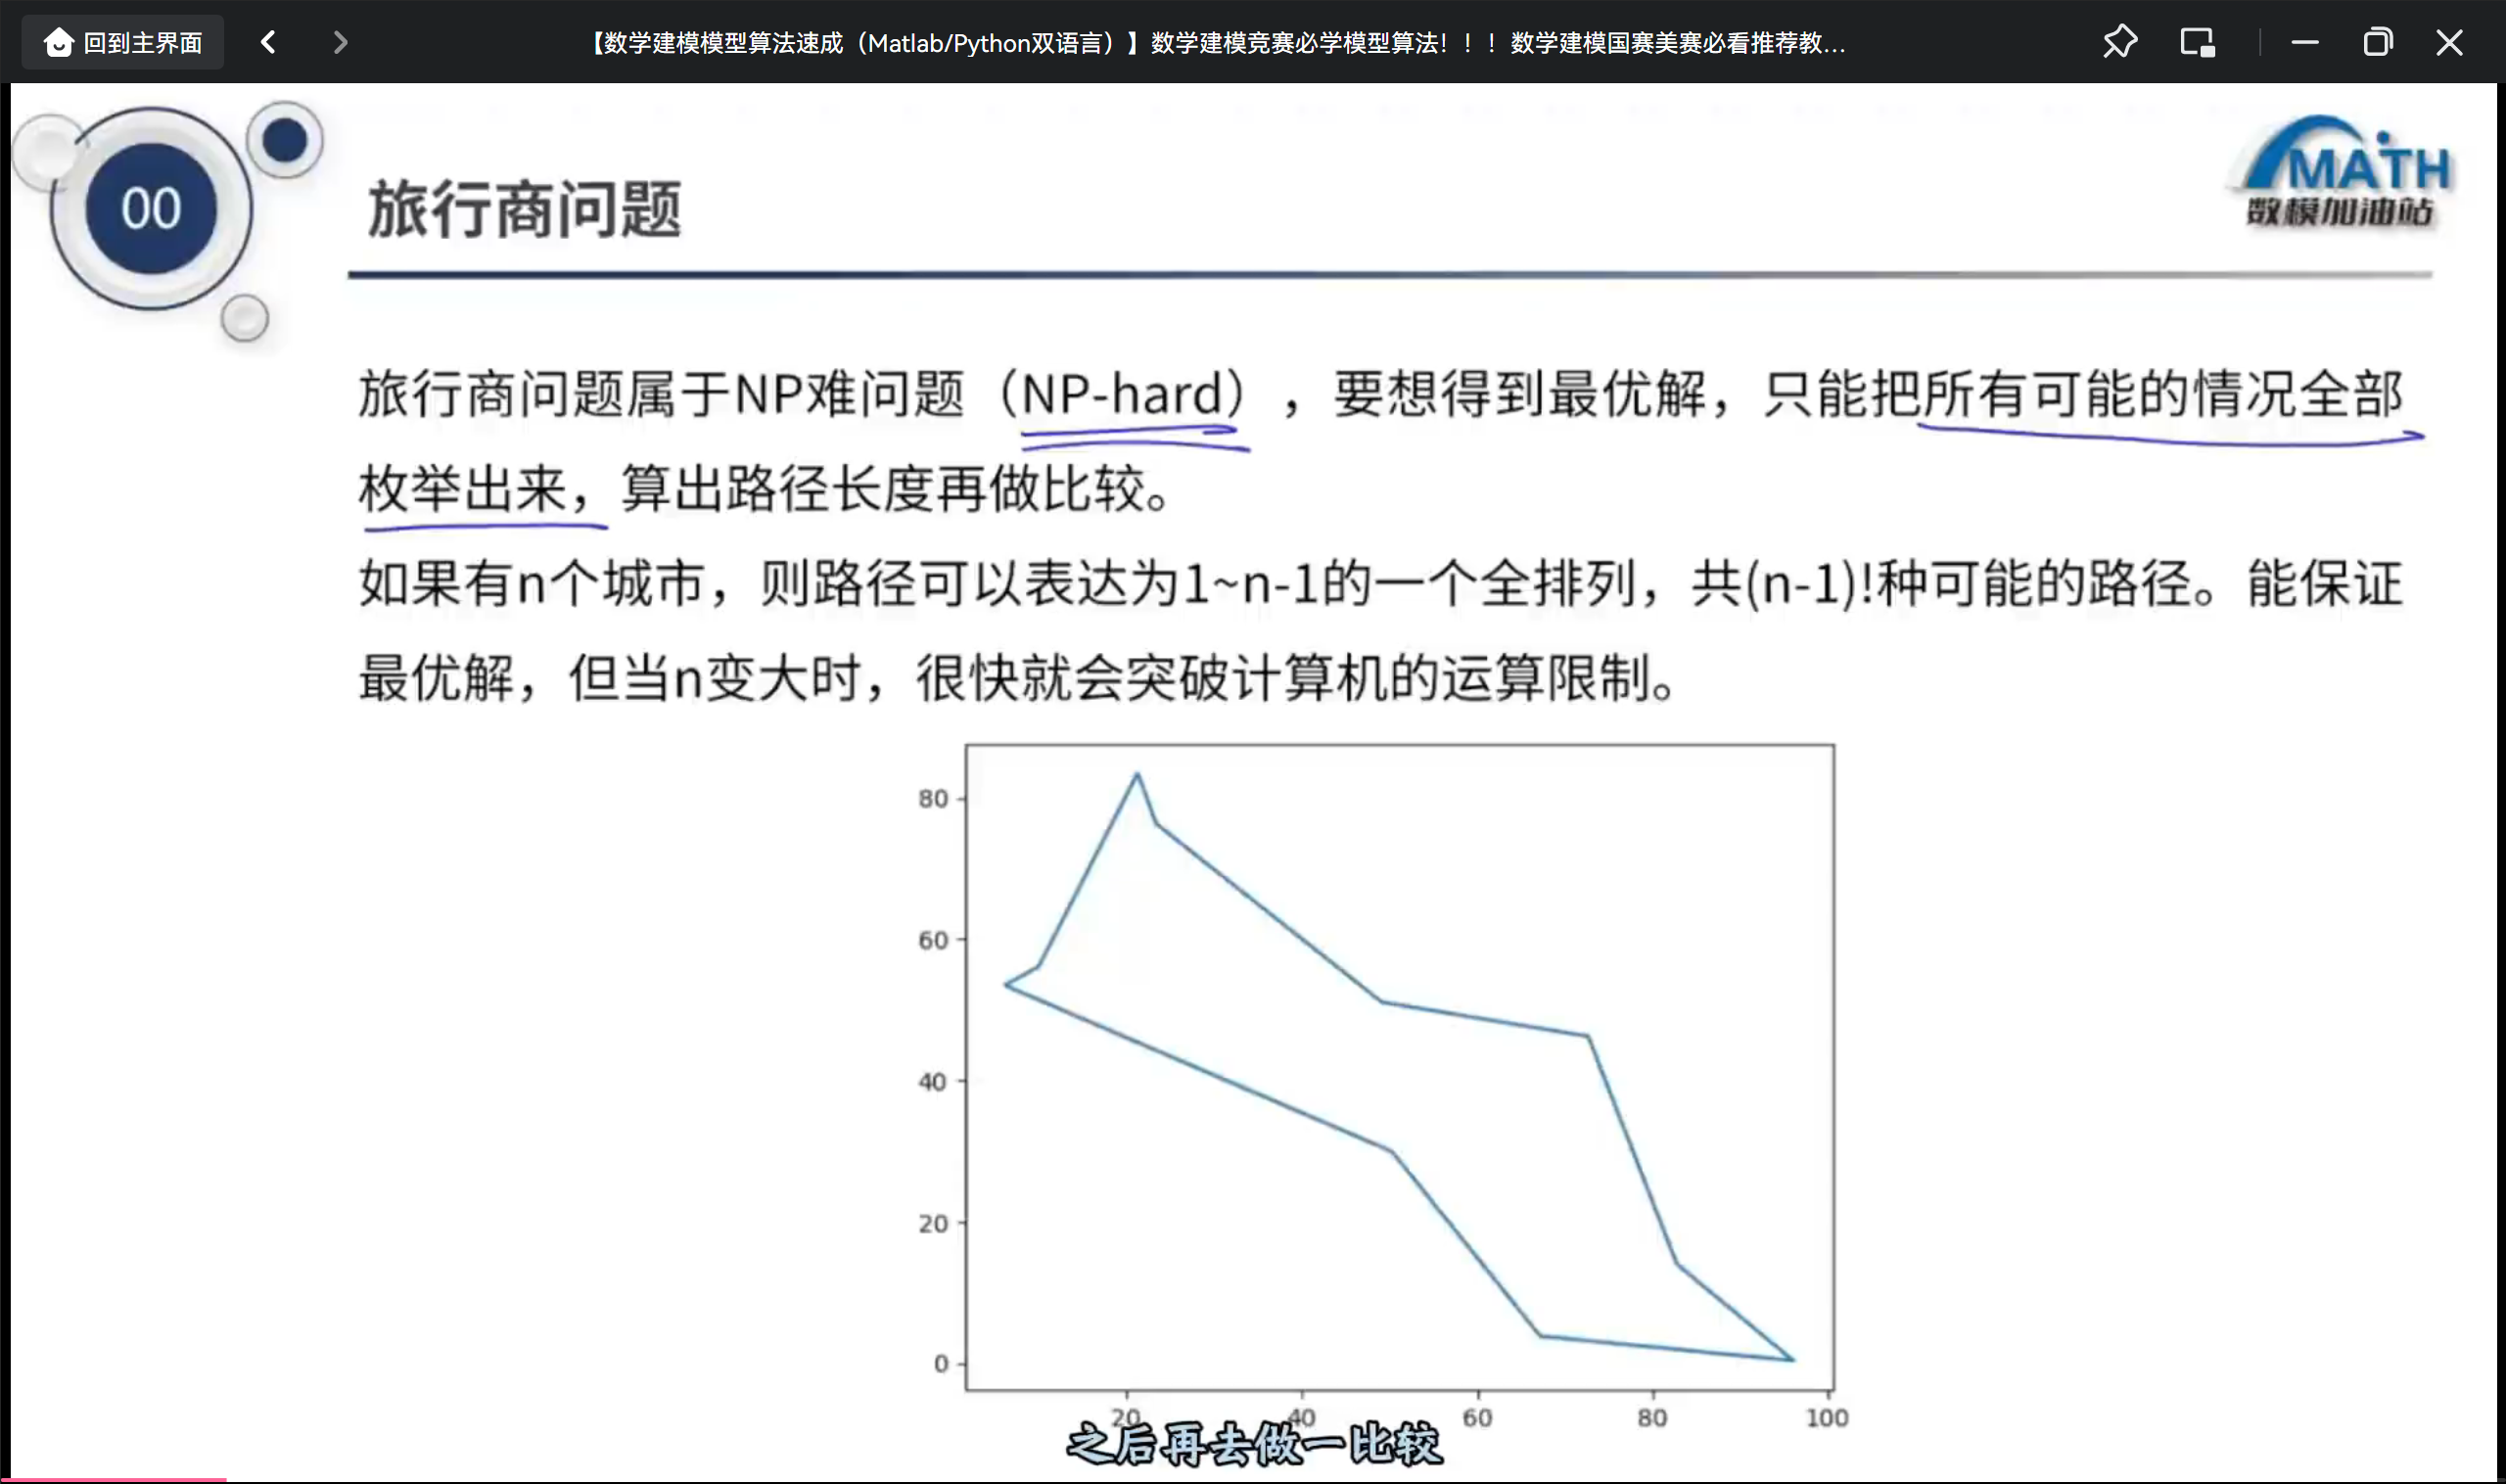 回到主界面
【数学建模模型算法速成（Matlab/Python双语言）】数学建模竞赛必学模型算法！！！数学建模国赛美赛必看推荐教...
00
旅行商问题
MATH
数模加油站
旅行商问题属于NP难问题（NP-hard），要想得到最优解，只能把所有可能的情况全部
枚举出来，算出路径长度再做比较。
如果有n个城市，则路径可以表达为1~n-1的一个全排列，共(n-1)!种可能的路径。能保证
最优解，但当n变大时，很快就会突破计算机的运算限制。
80
60
40
20
0
20 40 60 80 100
之后再去做一比较